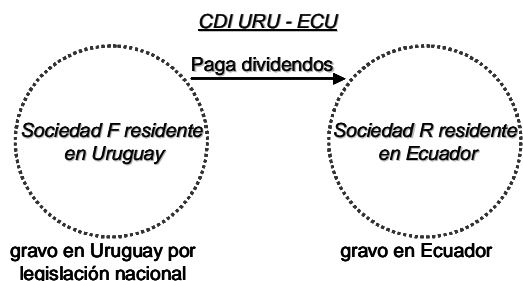 CDI URU - ECU
Paga dividendos
Sociedad F residente
en Uruguay
Sociedad R residente
en Ecuador
gravo en Uruguay por
legislación nacional
gravo en Ecuador